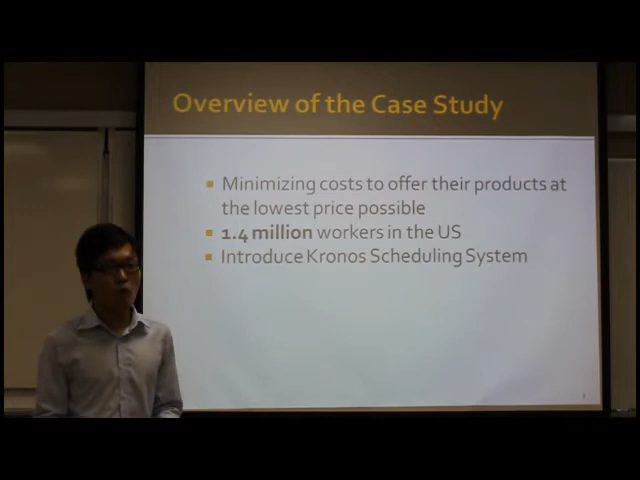 Overview of the Case Study
Minimizing costs to offer their products at
the lowest price possible
1.4 million workers in the US
Introduce Kronos Scheduling System